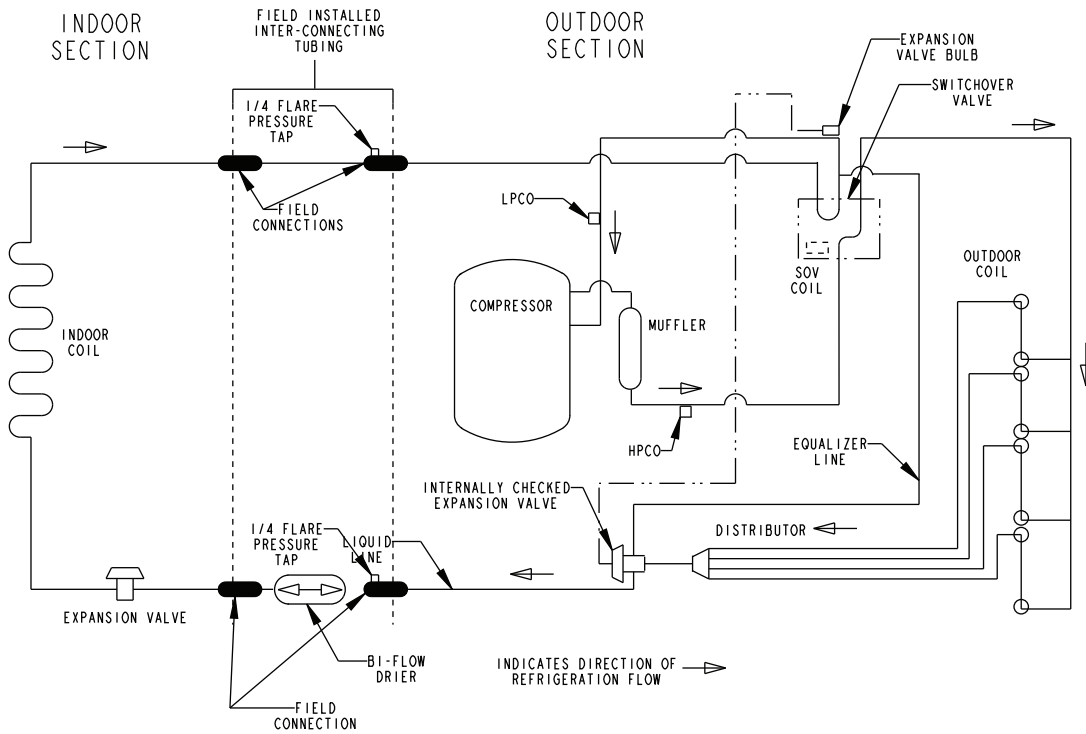 INDOOR
SECTION
FIELD INSTALLED
INTER-CONNECTING
TUBING
OUTDOOR
SECTION
EXPANSION
VALVE BULB
SWITCHOVER
VALVE
1/4 FLARE
PRESSURE
TAP
FIELD
CONNECTIONS
LPCO
COMPRESSOR
MUFFLER
SOV
COIL
OUTDOOR
COIL
INDOOR
COIL
HPCO
EQUALIZER
LINE
INTERNALLY CHECKED
EXPANSION VALVE
DISTRIBUTOR
1/4 FLARE
PRESSURE
TAP
LIQUID
LINE
EXPANSION VALVE
BI-FLOW
DRIER
INDICATES DIRECTION OF
REFRIGERATION FLOW
FIELD
CONNECTION